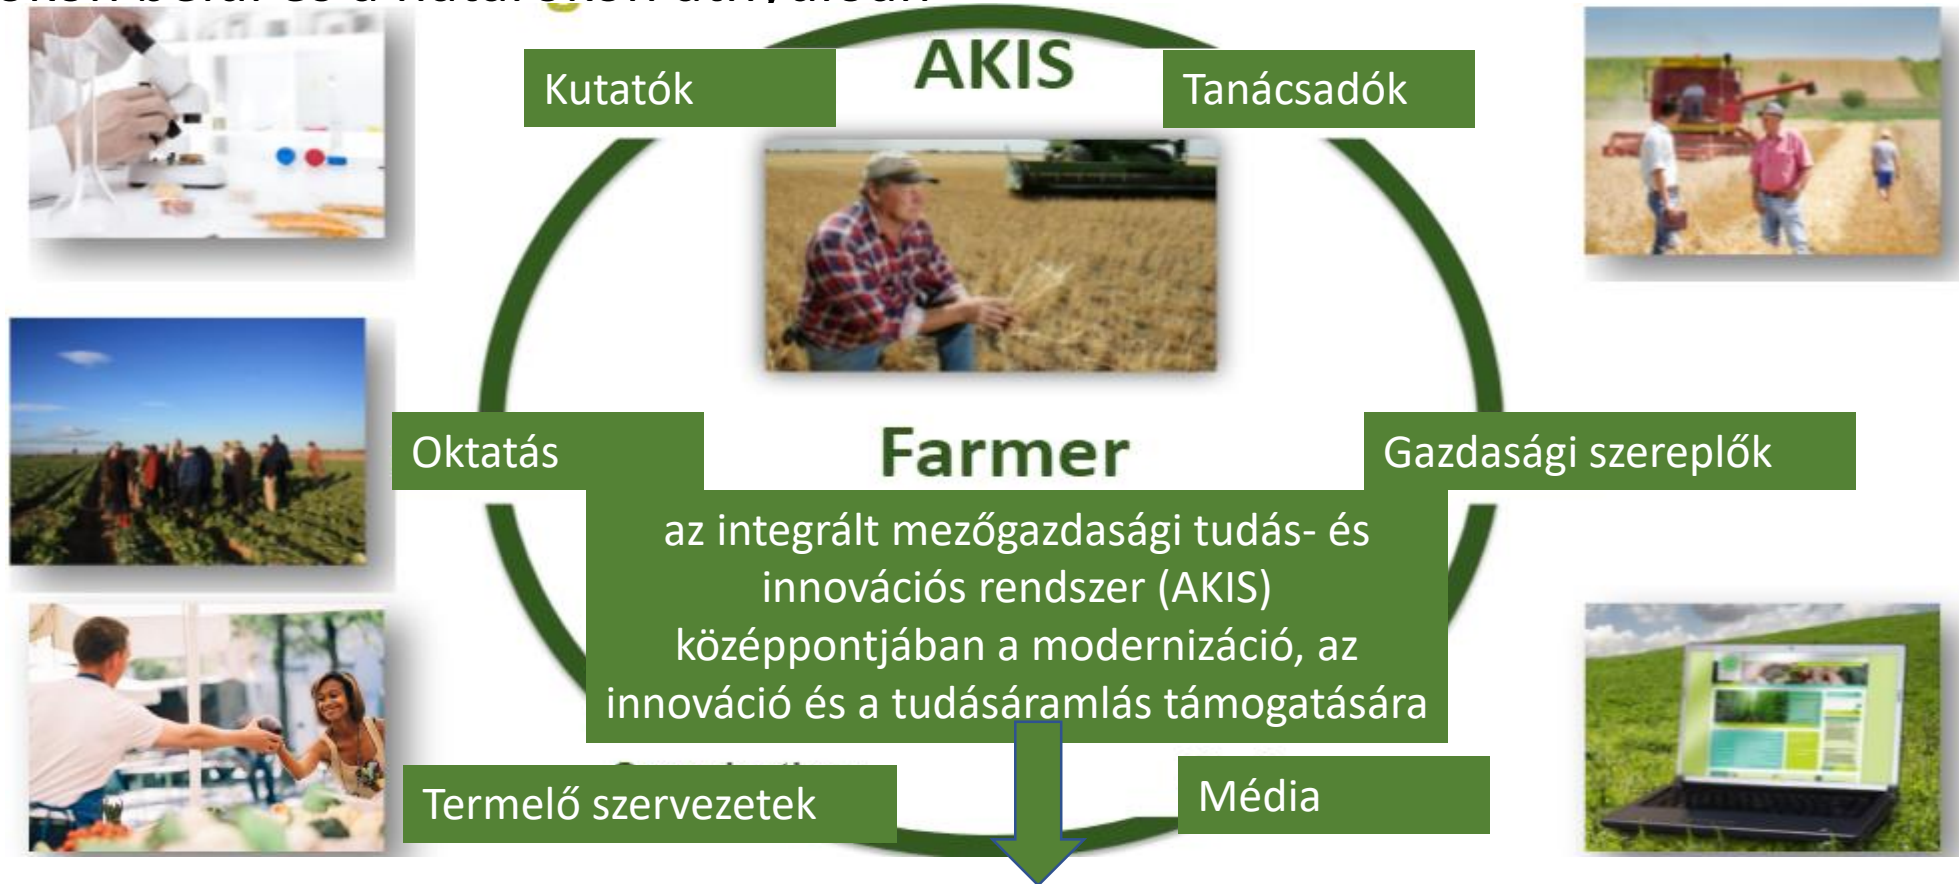 AKIS
Kutatók
Tanácsadók
Oktatás
Farmer
Gazdasági szereplők
az integrált mezőgazdasági tudás- és
innovációs rendszer (AKIS)
középpontjában a modernizáció, az
innováció és a tudásáramlás támogatására
Termelő szervezetek
Média